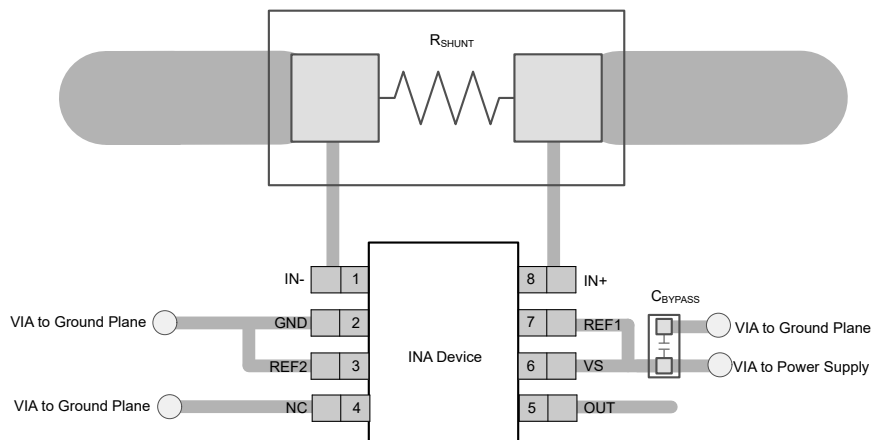 RSHUNT
IN- 1
8 IN+
CBYPASS
VIA to Ground Plane
GND 2
7 REF1
VIA to Ground Plane
INA Device
REF2 3
6 VS
VIA to Power Supply
VIA to Ground Plane
NC 4
5 OUT